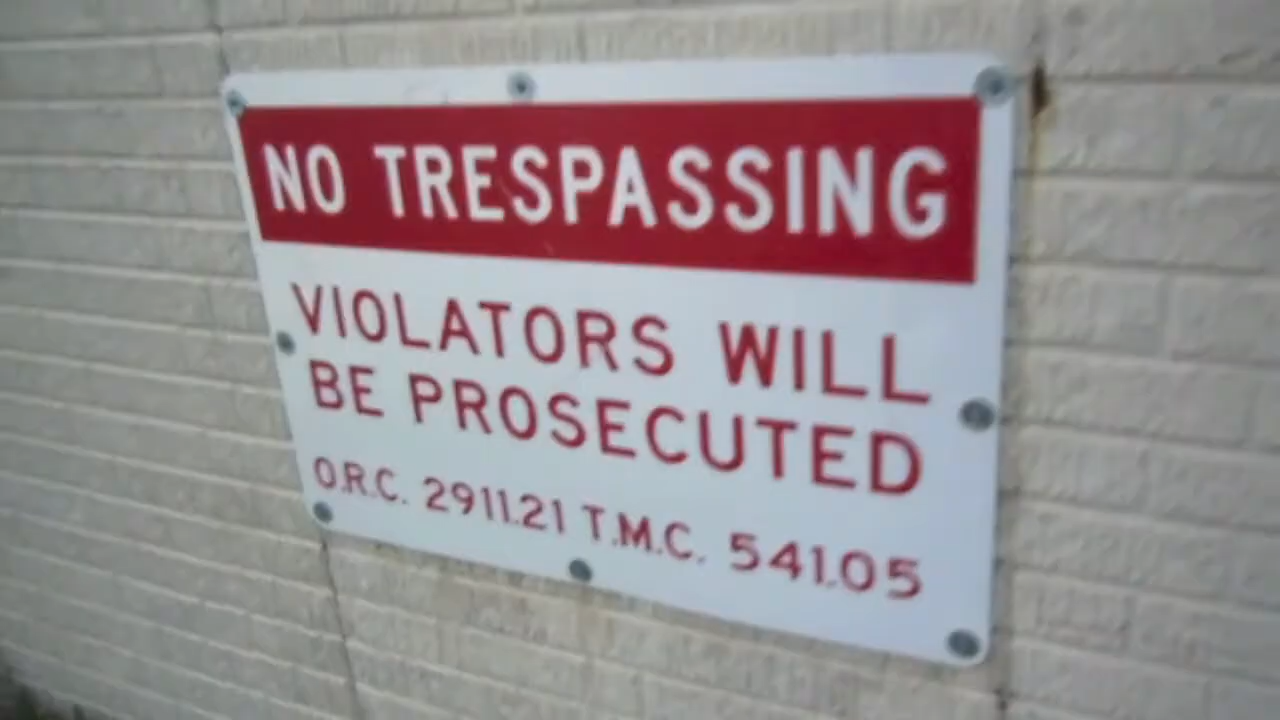 NO TRESPASSING
VIOLATORS WILL
BE PROSECUTED
O.R.C. 2911.21 T.M.C. 541.05